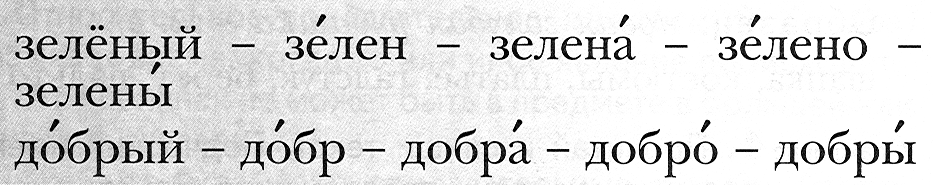 зелёный – зе́лен – зелена́ – зе́лено –
зелены́
до́брый – до́бр – добра́ – добро́ – добры́